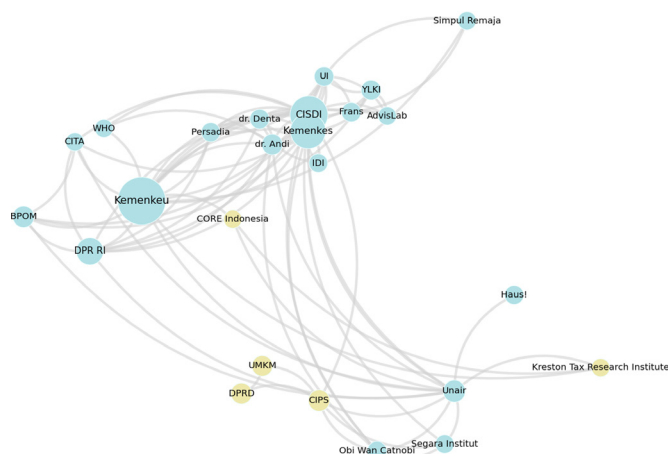 Simpul Remaja
UI
YLKI
CISDI
Frans
AdvisLab
dr. Denta
WHO
Persadia
Kemenkes
CITA
dr. Andi
IDI
Kemenkeu
BPOM
CORE Indonesia
DPR RI
Haus!
UMKM
Kreston Tax Research Institute
DPRD
CIPS
Unair
Segara Institut
Obi Wan Catnobi